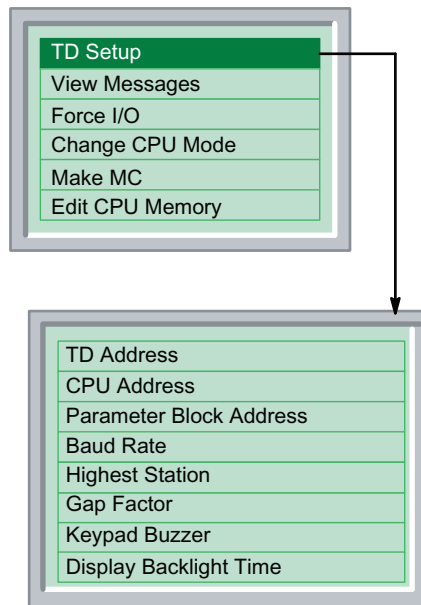 TD Setup
View Messages
Force I/O
Change CPU Mode
Make MC
Edit CPU Memory
TD Address
CPU Address
Parameter Block Address
Baud Rate
Highest Station
Gap Factor
Keypad Buzzer
Display Backlight Time